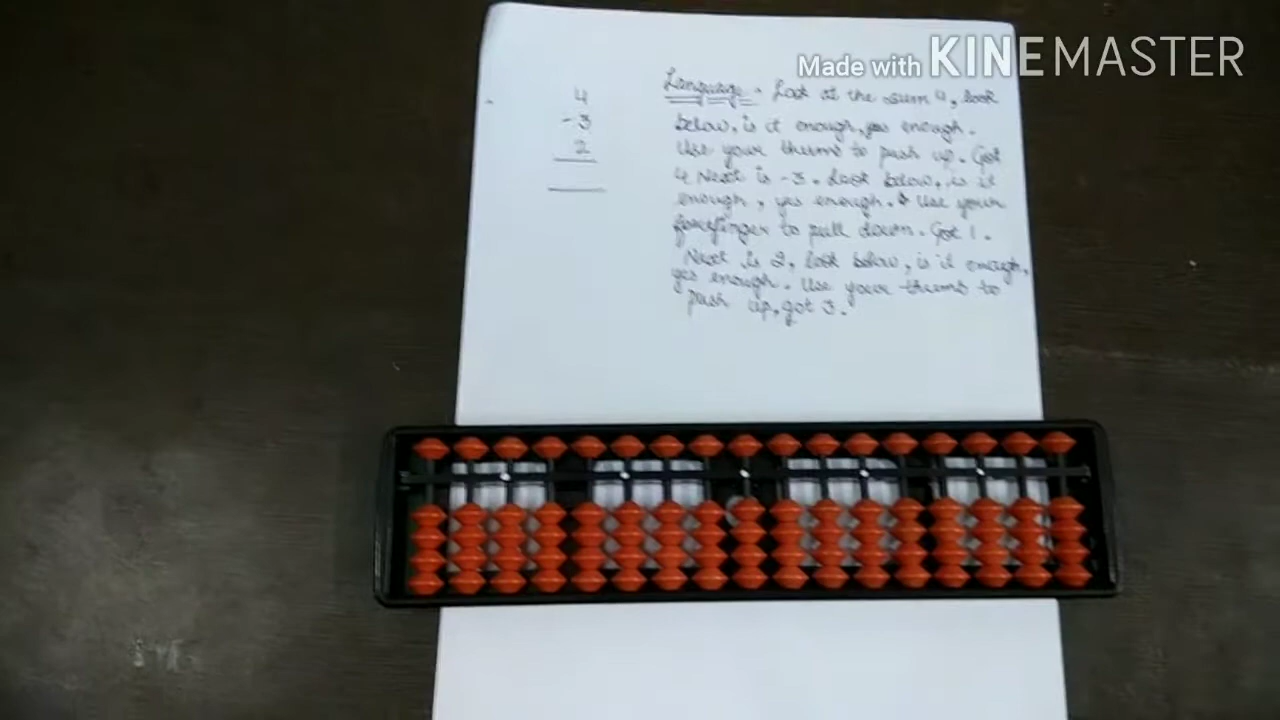 Made with KINEMASTER
4
-3
2
Language - Look at the sum 4, look
below, is it enough, yes enough.
Use your thumb to push up. Got
4 Next is -3. Look below, is it
enough, yes enough. Use your
forefinger to pull down. Got 1.
Next is 2, look below, is it enough,
yes enough. Use your thumb to
push up, got 3.